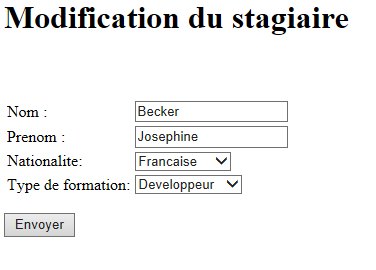 Modification du stagiaire
Nom : Becker
Prenom : Josephine
Nationalite: Francaise
Type de formation: Developpeur
Envoyer